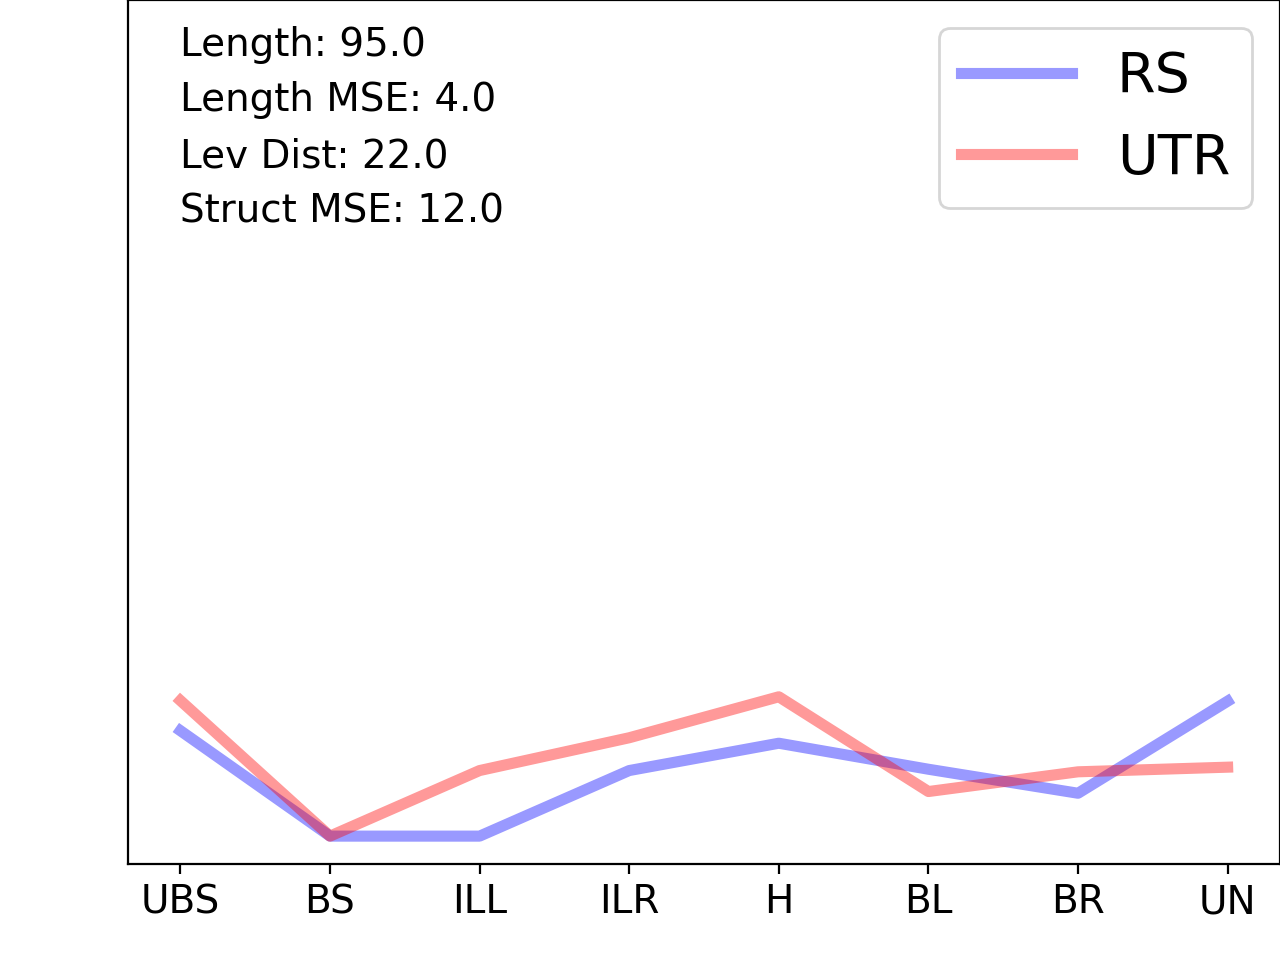 Length: 95.0
Length MSE: 4.0
Lev Dist: 22.0
Struct MSE: 12.0
RS
UTR
UBS BS ILL ILR H BL BR UN